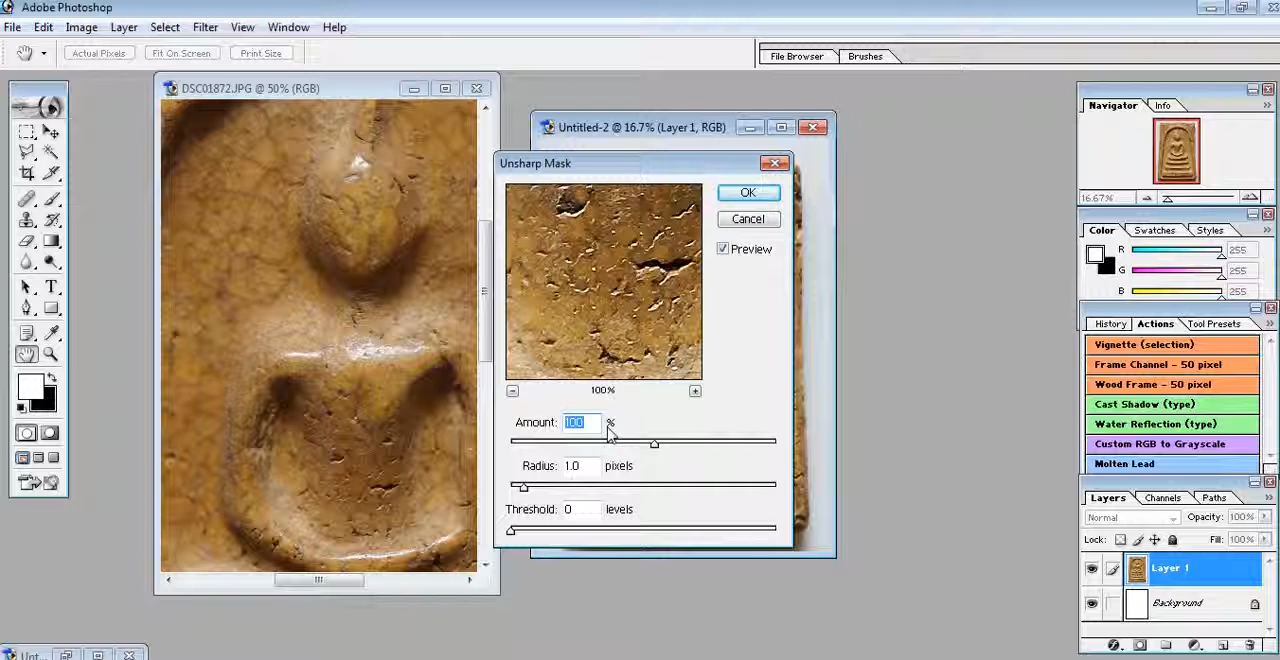 Adobe Photoshop
File Edit Image Layer Select Filter View Window Help
Actual Pixels Fit On Screen Print Size
File Browser Brushes
DSC01872.JPG @ 50% (RGB)
Untitled-2 @ 16.7% (Layer 1, RGB)
Unsharp Mask
OK
Cancel
Preview
100%
Amount: 100 %
Radius: 1.0 pixels
Threshold: 0 levels
Navigator Info
16.67%
Color Swatches Styles
R 255
G 255
B 255
History Actions Tool Presets
Vignette (selection)
Frame Channel - 50 pixel
Wood Frame - 50 pixel
Cast Shadow (type)
Water Reflection (type)
Custom RGB to Grayscale
Molten Lead
Layers Channels Paths
Normal Opacity: 100%
Lock: Fill: 100%
Layer 1
Background
Unt...